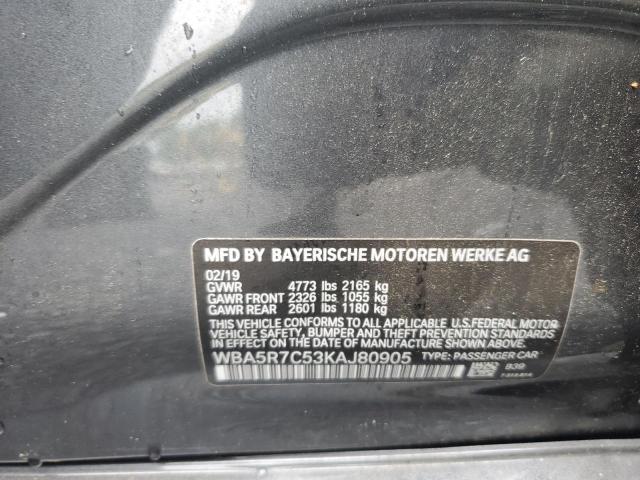 MFD BY BAYERISCHE MOTOREN WERKE AG
02/19
GVWR 4773 lbs 2165 kg
GAWR FRONT 2326 lbs 1055 kg
GAWR REAR 2601 lbs 1180 kg
THIS VEHICLE CONFORMS TO ALL APPLICABLE U.S.FEDERAL MOTOR
VEHICLE SAFETY, BUMPER AND THEFT PREVENTION STANDARDS IN
EFFECT ON THE DATE OF MANUFACTURE SHOWN ABOVE.
WBA5R7C53KAJ80905 TYPE: PASSENGER CAR
B39